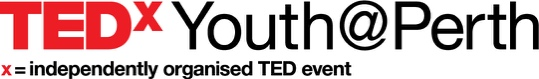 TEDx Youth@Perth
x = independently organised TED event